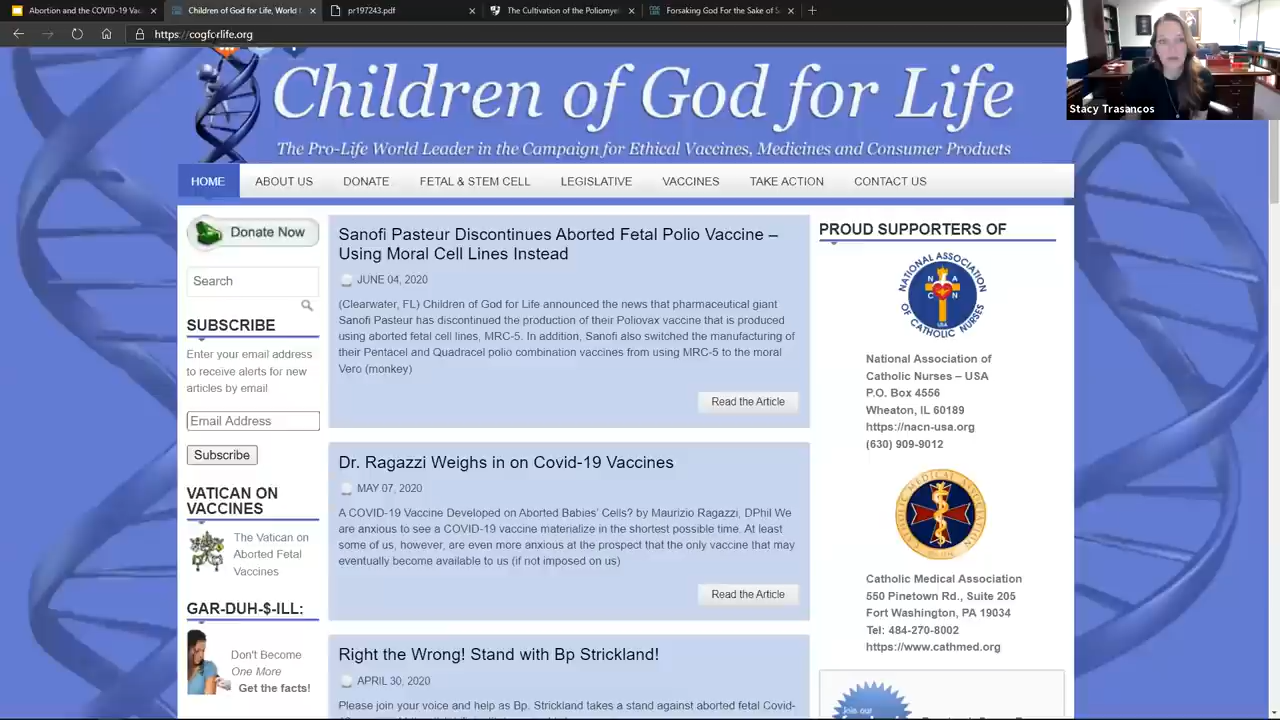 Abortion and the COVID-19 Vac
Children of God for Life, World
pr197243.pdf
The Cultivation of the Poliomye
Forsaking God For the Sake of S
https://cogforlife.org
Stacy Trasancos
Children of God for Life
The Pro-Life World Leader in the Campaign for Ethical Vaccines, Medicines and Consumer Products
HOME
ABOUT US
DONATE
FETAL & STEM CELL
LEGISLATIVE
VACCINES
TAKE ACTION
CONTACT US
Donate Now
Search
SUBSCRIBE
Enter your email address
to receive alerts for new
articles by email
Email Address
Subscribe
VATICAN ON
VACCINES
The Vatican on
Aborted Fetal
Vaccines
GAR-DUH-$-ILL:
Don't Become
One More
Get the facts!
Sanofi Pasteur Discontinues Aborted Fetal Polio Vaccine –
Using Moral Cell Lines Instead
JUNE 04, 2020
(Clearwater, FL) Children of God for Life announced the news that pharmaceutical giant
Sanofi Pasteur has discontinued the production of their Poliovax vaccine that is produced
using aborted fetal cell lines, MRC-5. In addition, Sanofi also switched the manufacturing of
their Pentacel and Quadracel polio combination vaccines from using MRC-5 to the moral
Vero (monkey)
Read the Article
Dr. Ragazzi Weighs in on Covid-19 Vaccines
MAY 07, 2020
A COVID-19 Vaccine Developed on Aborted Babies' Cells? by Maurizio Ragazzi, DPhil We
are anxious to see a COVID-19 vaccine materialize in the shortest possible time. At least
some of us, however, are even more anxious at the prospect that the only vaccine that may
eventually become available to us (if not imposed on us)
Read the Article
Right the Wrong! Stand with Bp Strickland!
APRIL 30, 2020
Please join your voice and help as Bp. Strickland takes a stand against aborted fetal Covid-
PROUD SUPPORTERS OF
NATIONAL ASSOCIATION
N A
C N
USA
OF CATHOLIC NURSES
National Association of
Catholic Nurses – USA
P.O. Box 4556
Wheaton, IL 60189
https://nacn-usa.org
(630) 909-9012
MEDICAL ASSOCIATION
Catholic Medical Association
550 Pinetown Rd., Suite 205
Fort Washington, PA 19034
Tel: 484-270-8002
https://www.cathmed.org
join our